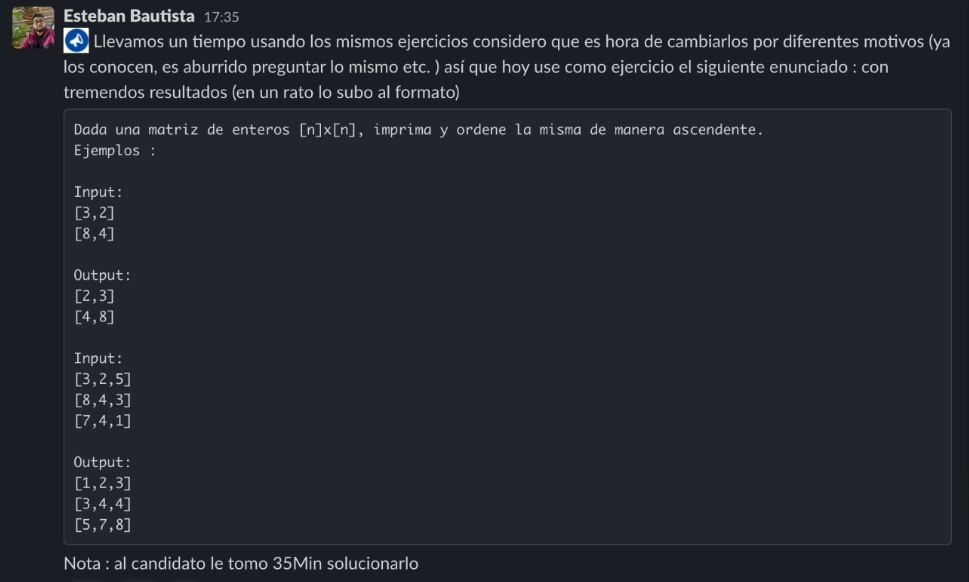 Esteban Bautista 17:35
Llevamos un tiempo usando los mismos ejercicios considero que es hora de cambiarlos por diferentes motivos (ya
los conocen, es aburrido preguntar lo mismo etc. ) así que hoy use como ejercicio el siguiente enunciado : con
tremendos resultados (en un rato lo subo al formato)
Dada una matriz de enteros [n]x[n], imprima y ordene la misma de manera ascendente.
Ejemplos :
Input:
[3,2]
[8,4]
Output:
[2,3]
[4,8]
Input:
[3,2,5]
[8,4,3]
[7,4,1]
Output:
[1,2,3]
[3,4,4]
[5,7,8]
Nota : al candidato le tomo 35Min solucionarlo